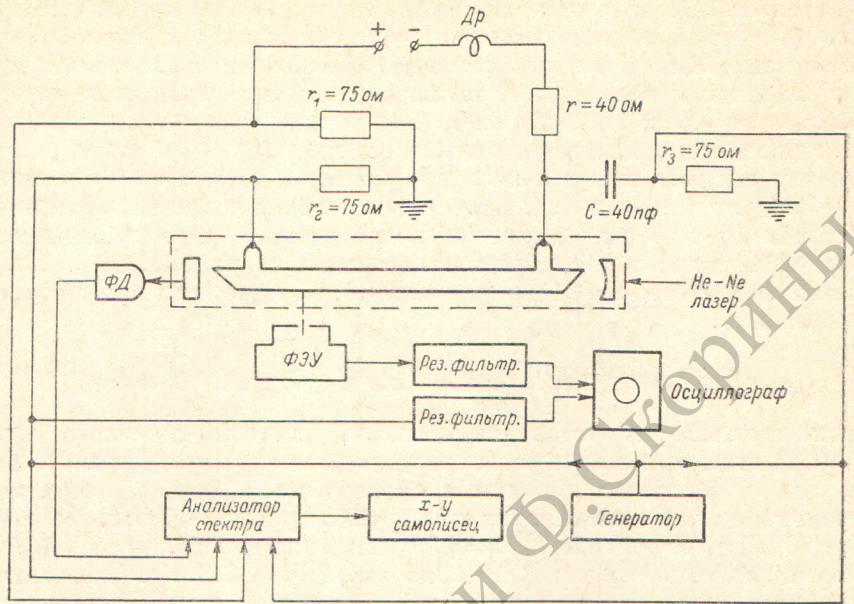 Др
+ −
r₁ = 75 ом
r = 40 ом
r₃ = 75 ом
r₂ = 75 ом
C = 40 пф
ФД
He – Ne
лазер
ФЭУ
Рез. фильтр.
Рез. фильтр.
Осциллограф
Анализатор
спектра
х–у
самописец
Генератор
и Ф.Скорины